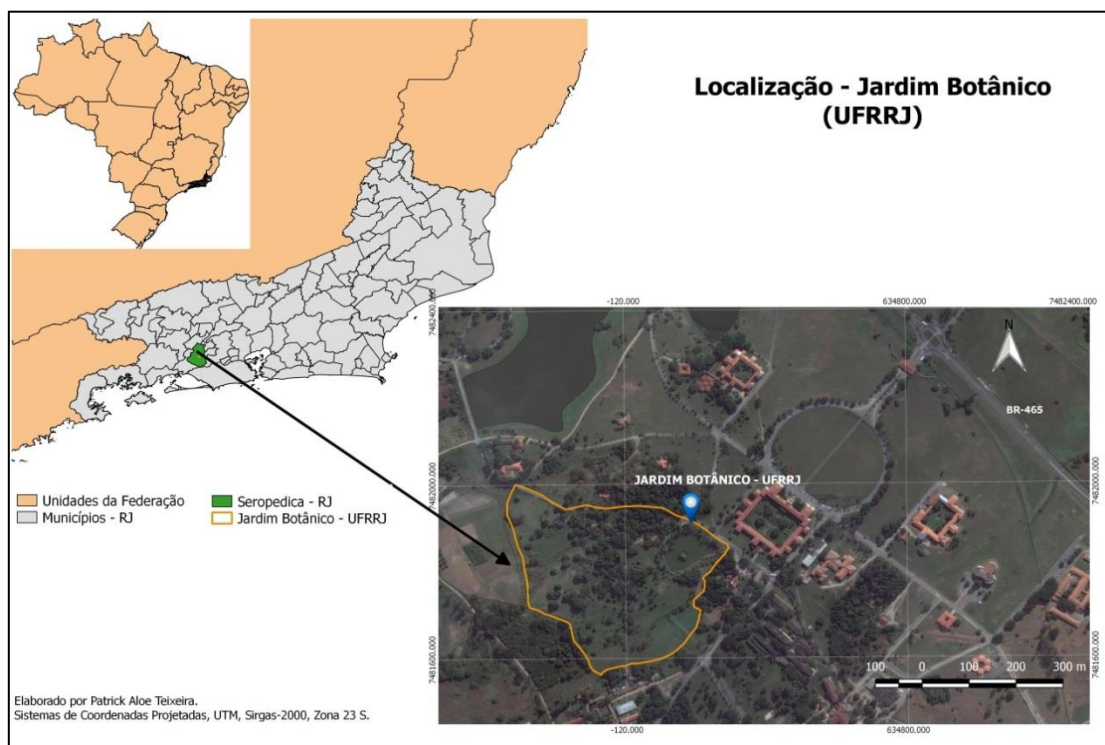 Localização - Jardim Botânico
(UFRRJ)
-120.000
634800.000
7482400.000
7482400.000
N
BR-465
JARDIM BOTÂNICO - UFRRJ
7482000.000
7482000.000
Unidades da Federação
Municípios - RJ
Seropedica - RJ
Jardim Botânico - UFRRJ
7481600.000
7481600.000
100 0 100 200 300 m
-120.000
634800.000
Elaborado por Patrick Aloe Teixeira.
Sistemas de Coordenadas Projetadas, UTM, Sirgas-2000, Zona 23 S.